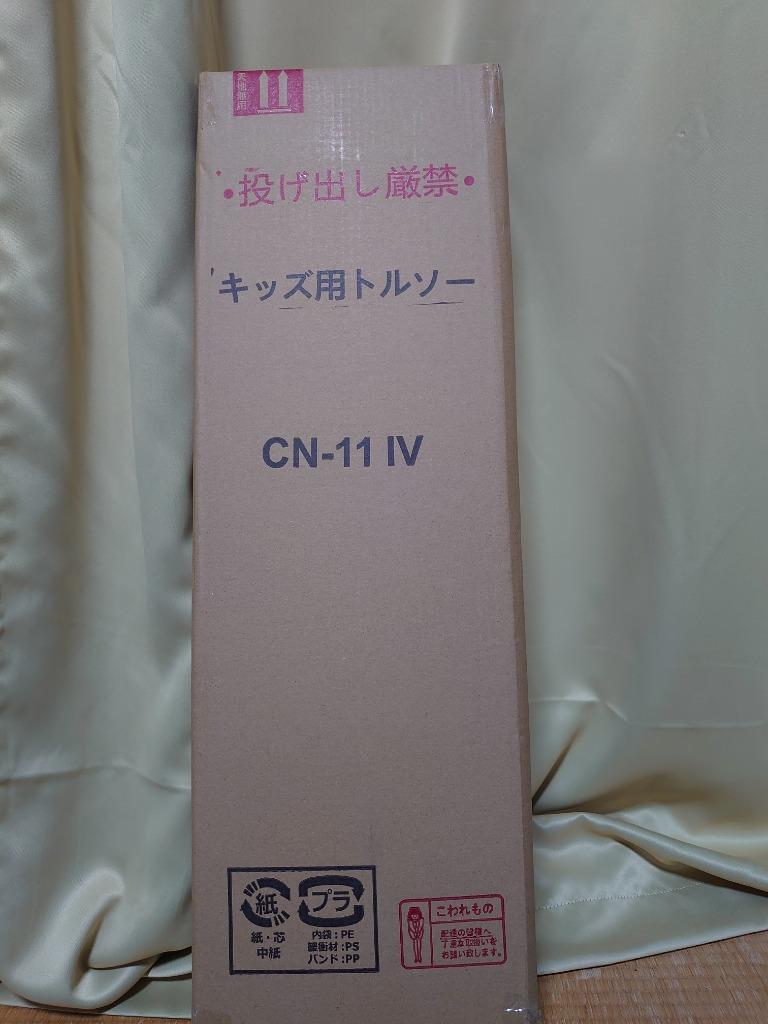 天地無用
・投げ出し厳禁・
キッズ用トルソー
CN-11 IV
紙
プラ
紙・芯
中紙
内袋:PE
緩衝材:PS
バンド:PP
こわれもの
配達の皆様へ
丁重な取扱いを
お願い致します。